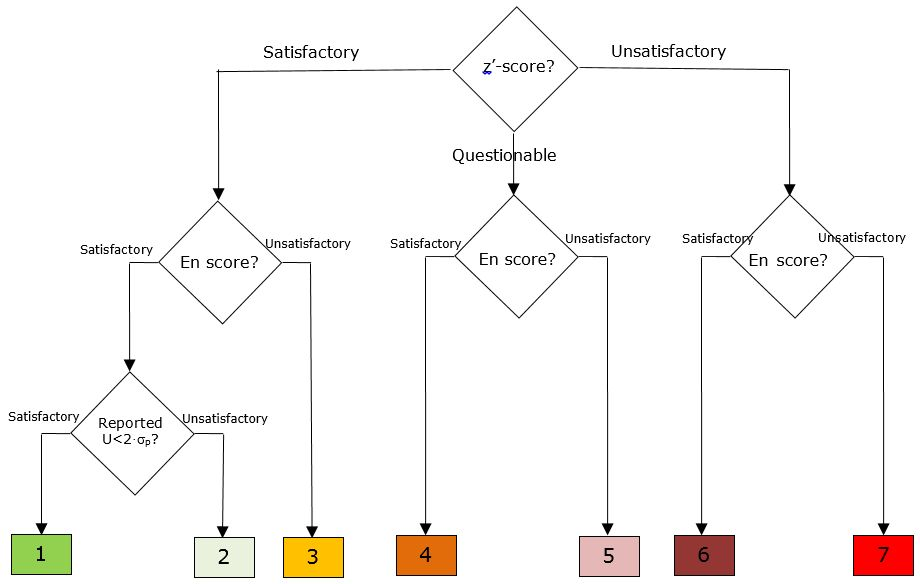 z’-score?
Satisfactory
Unsatisfactory
Questionable
Satisfactory
En score?
Unsatisfactory
Satisfactory
En score?
Unsatisfactory
Satisfactory
En score?
Unsatisfactory
Satisfactory
Reported
U<2·σp?
Unsatisfactory
1
2
3
4
5
6
7